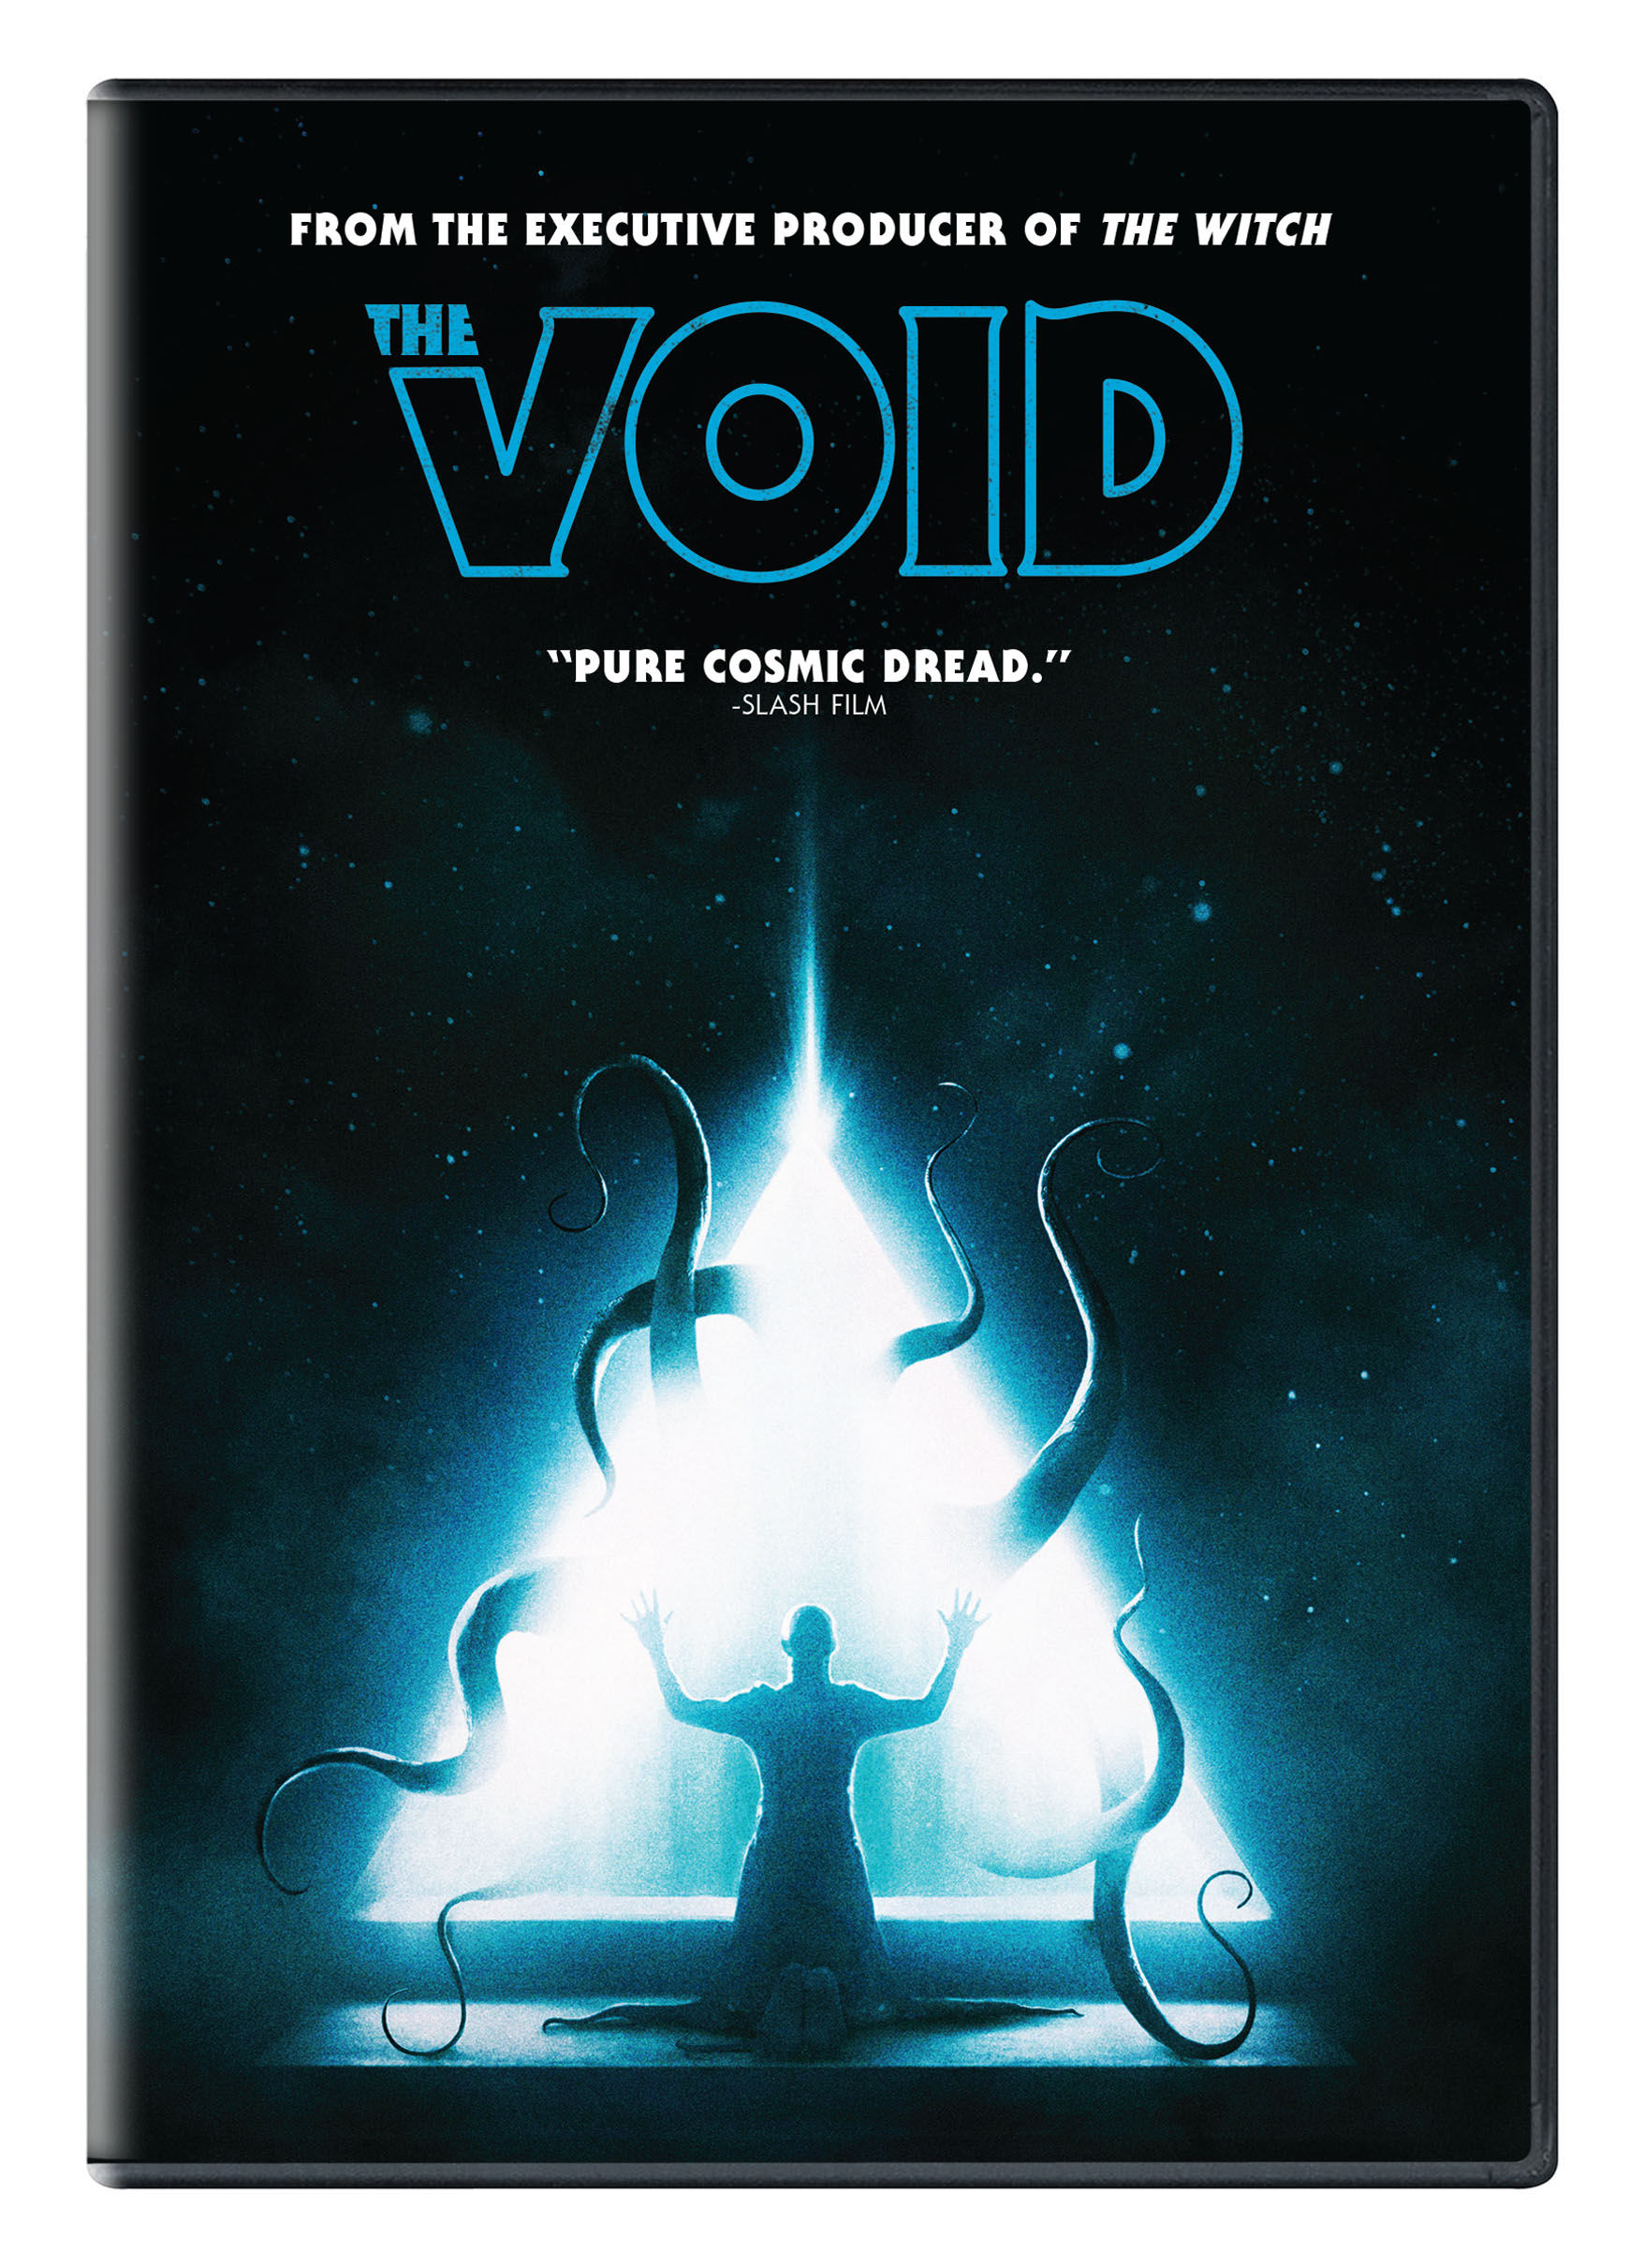 FROM THE EXECUTIVE PRODUCER OF THE WITCH
THE
VOID
“PURE COSMIC DREAD.”
-SLASH FILM